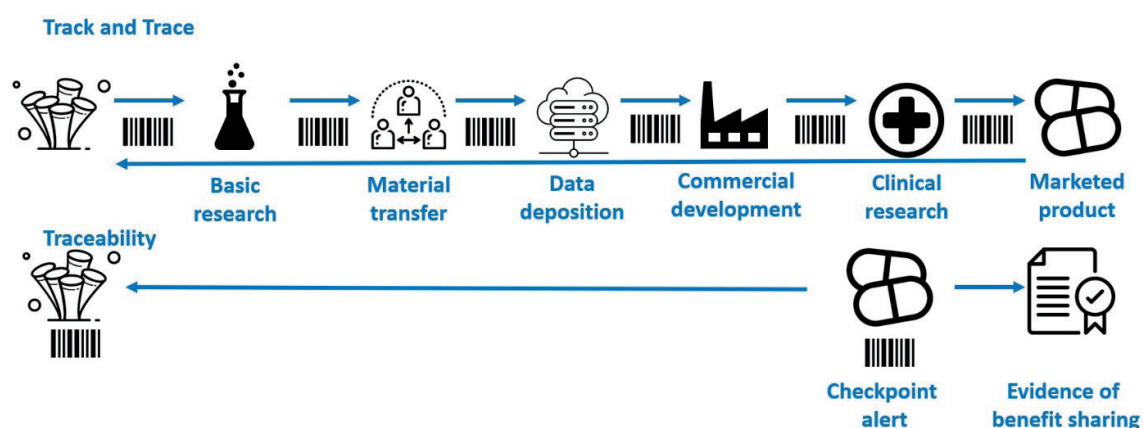 Track and Trace
Basic
research
Material
transfer
Data
deposition
Commercial
development
Clinical
research
Marketed
product
Traceability
Checkpoint
alert
Evidence of
benefit sharing